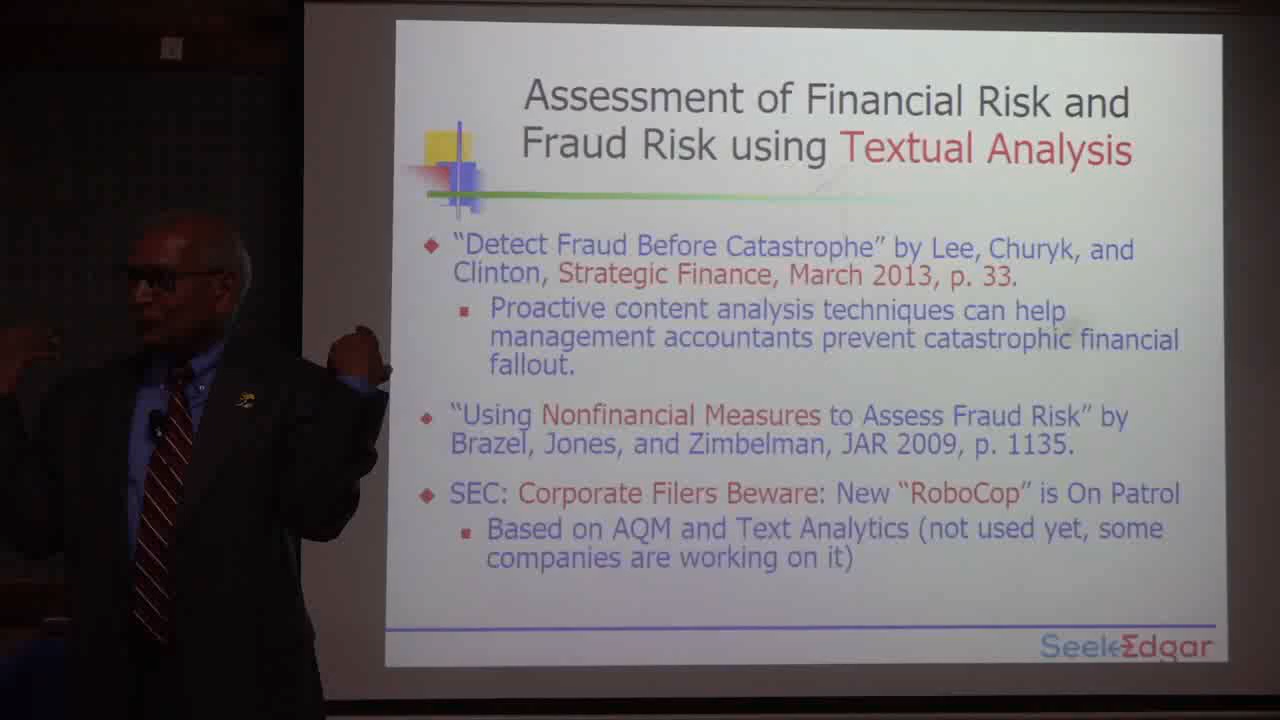 Assessment of Financial Risk and
Fraud Risk using Textual Analysis
“Detect Fraud Before Catastrophe” by Lee, Churyk, and
Clinton, Strategic Finance, March 2013, p. 33.
Proactive content analysis techniques can help
management accountants prevent catastrophic financial
fallout.
“Using Nonfinancial Measures to Assess Fraud Risk” by
Brazel, Jones, and Zimbelman, JAR 2009, p. 1135.
SEC: Corporate Filers Beware: New “RoboCop” is On Patrol
Based on AQM and Text Analytics (not used yet, some
companies are working on it)
SeekEdgar